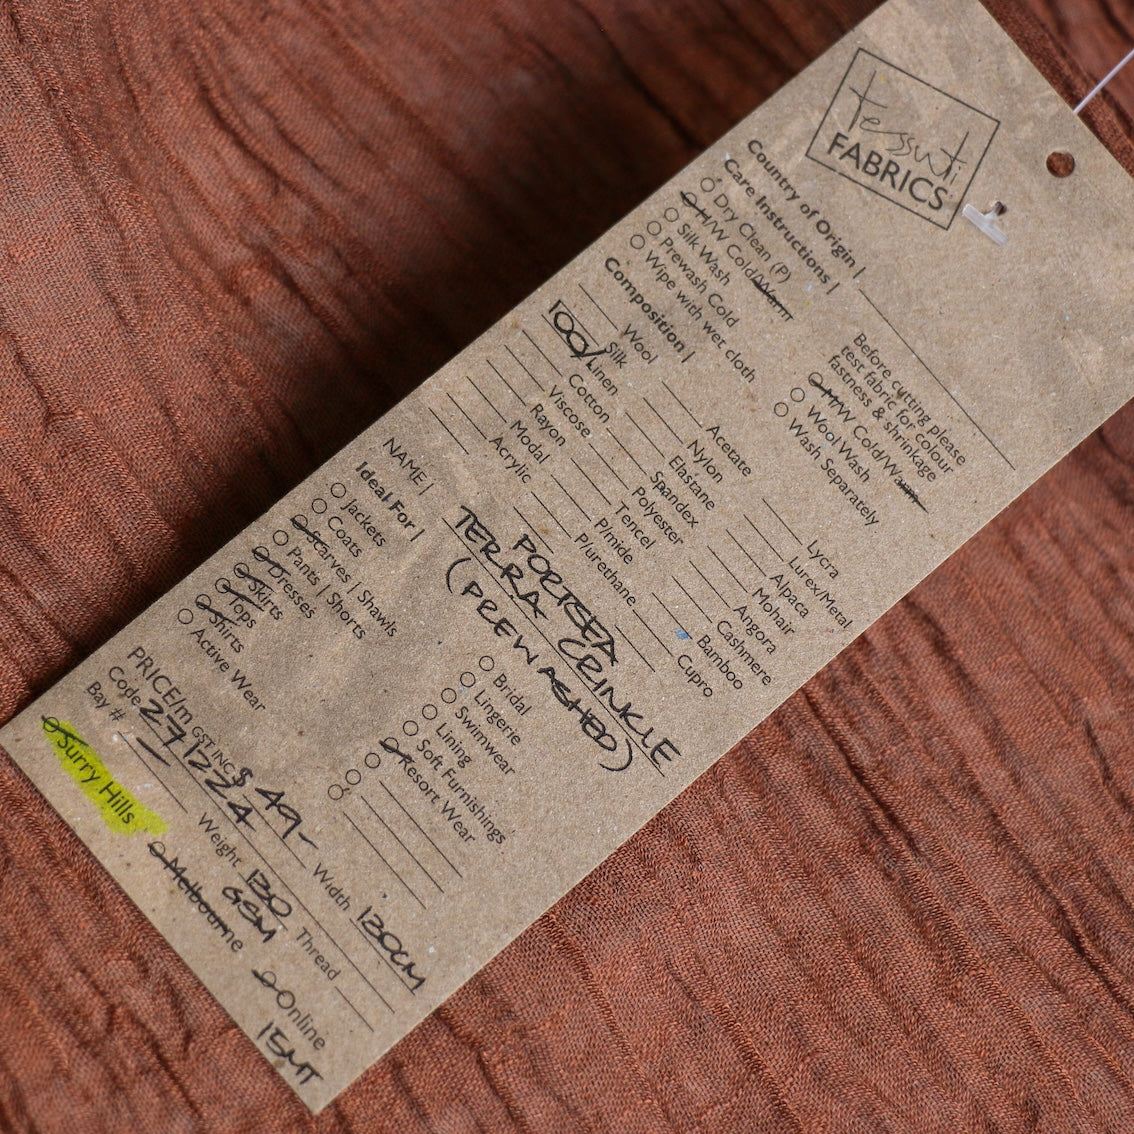 tessuti
FABRICS
Country of Origin |
Care Instructions |
Dry Clean (P)
H/W Cold/Warm
Silk Wash
Prewash Cold
Wipe with wet cloth
Before cutting please
test fabric for colour
fastness & shrinkage
H/W Cold/Warm
Wool Wash
Wash Separately
Composition |
Wool
Silk
100/ Linen
Cotton
Viscose
Rayon
Modal
Acrylic
Acetate
Nylon
Elastane
Spandex
Polyester
Tencel
P/mide
P/urethane
Lycra
Lurex/Metal
Alpaca
Mohair
Angora
Cashmere
Bamboo
Cupro
NAME |
PORTSEA
TERRA CRINKLE
(PREWASHED)
Ideal For |
Jackets
Coats
Scarves | Shawls
Pants | Shorts
Dresses
Skirts
Tops
Shirts
Active Wear
Bridal
Lingerie
Swimwear
Lining
Soft Furnishings
Resort Wear
PRICE/m GST INC $ 49- Width 130CM
Code 271224 Weight 130 GSM Thread
Bay # -
Surry Hills Melbourne Online
15MT